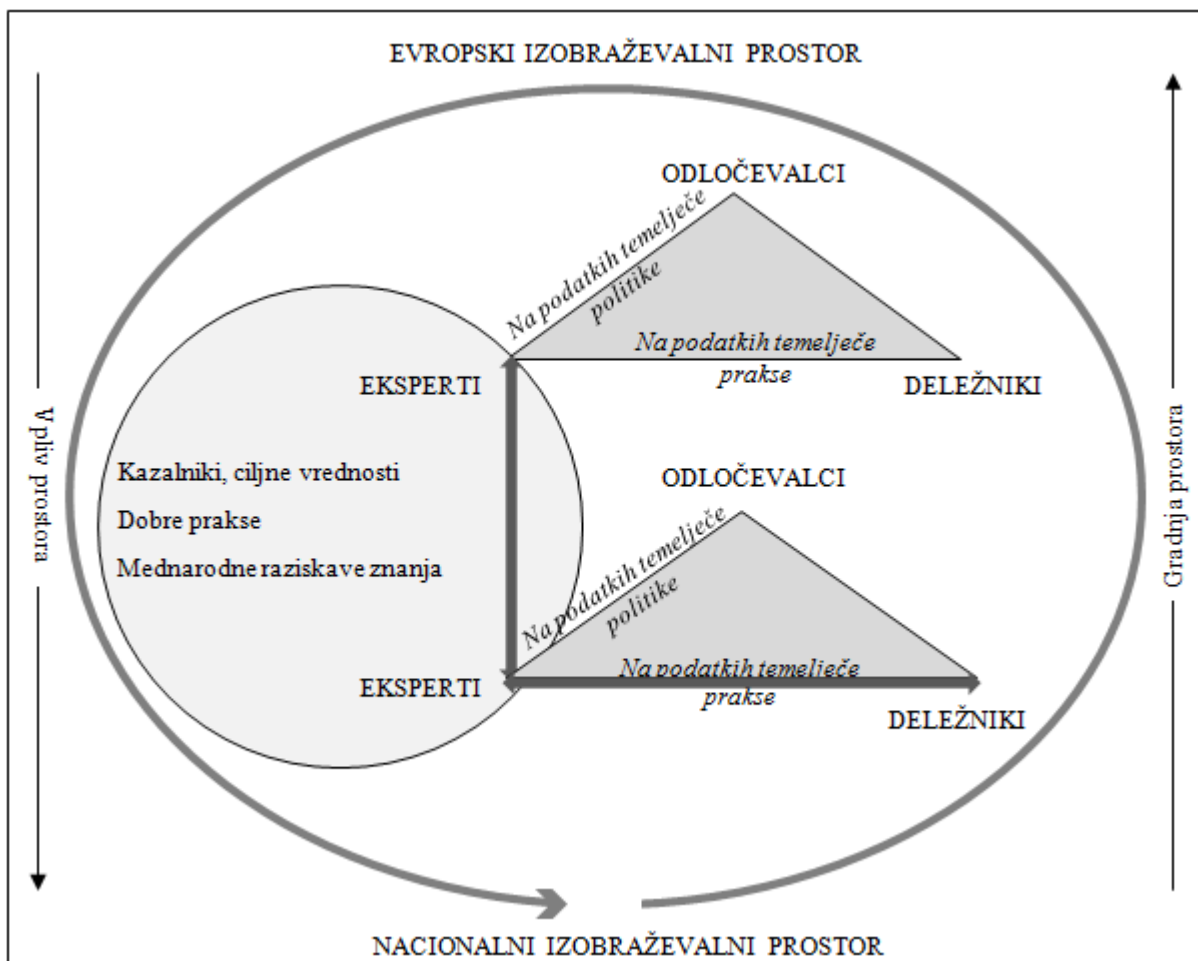 EVROPSKI IZOBRAŽEVALNI PROSTOR
ODLOČEVALCI
Na podatkih temelječe
politike
Na podatkih temelječe
prakse
EKSPERTI
DELEŽNIKI
Vpliv prostora
Gradnja prostora
Kazalniki, ciljne vrednosti
Dobre prakse
Mednarodne raziskave znanja
ODLOČEVALCI
Na podatkih temelječe
politike
Na podatkih temelječe
prakse
EKSPERTI
DELEŽNIKI
NACIONALNI IZOBRAŽEVALNI PROSTOR